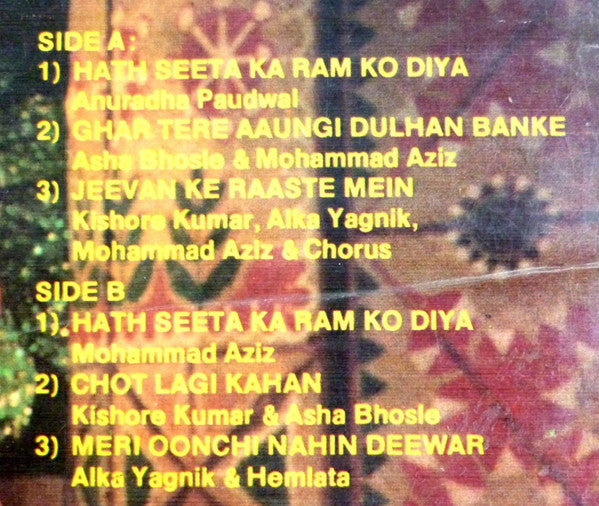 SIDE A:
1) HATH SEETA KA RAM KO DIYA
Anuradha Paudwal
2) GHAR TERE AAUNGI DULHAN BANKE
Asha Bhosle & Mohammad Aziz
3) JEEVAN KE RAASTE MEIN
Kishore Kumar, Alka Yagnik,
Mohammad Aziz & Chorus
SIDE B
1) HATH SEETA KA RAM KO DIYA
Mohammad Aziz
2) CHOT LAGI KAHAN
Kishore Kumar & Asha Bhosle
3) MERI OONCHI NAHIN DEEWAR
Alka Yagnik & Hemlata